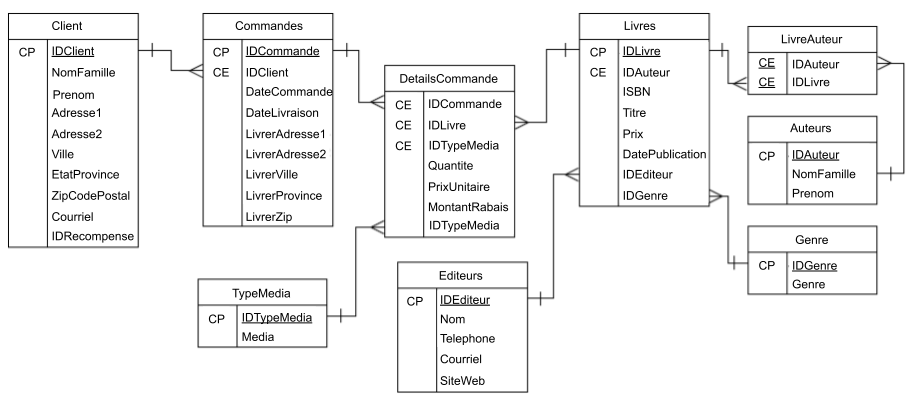 Client
CP IDClient
NomFamille
Prenom
Adresse1
Adresse2
Ville
EtatProvince
ZipCodePostal
Courriel
IDRecompense
Commandes
CP IDCommande
CE IDClient
DateCommande
DateLivraison
LivrerAdresse1
LivrerAdresse2
LivrerVille
LivrerProvince
LivrerZip
DetailsCommande
CE IDCommande
CE IDLivre
CE IDTypeMedia
Quantite
PrixUnitaire
MontantRabais
IDTypeMedia
Livres
CP IDLivre
CE IDAuteur
ISBN
Titre
Prix
DatePublication
IDEditeur
IDGenre
LivreAuteur
CE IDAuteur
CE IDLivre
Auteurs
CP IDAuteur
NomFamille
Prenom
Genre
CP IDGenre
Genre
TypeMedia
CP IDTypeMedia
Media
Editeurs
CP IDEditeur
Nom
Telephone
Courriel
SiteWeb